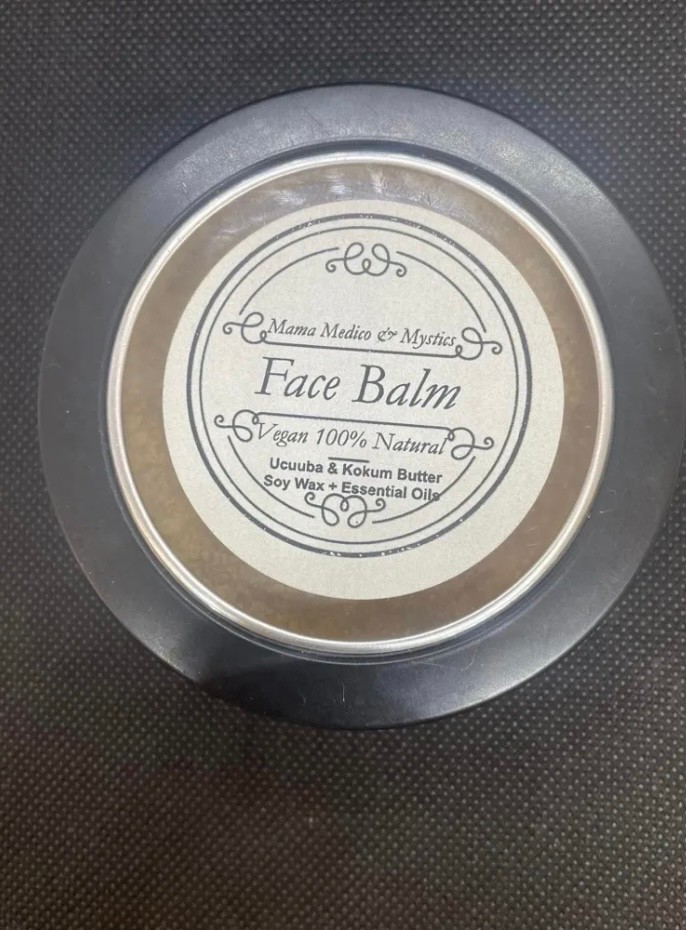 Mama Medico & Mystics
Face Balm
Vegan 100% Natural
Ucuuba & Kokum Butter
Soy Wax + Essential Oils